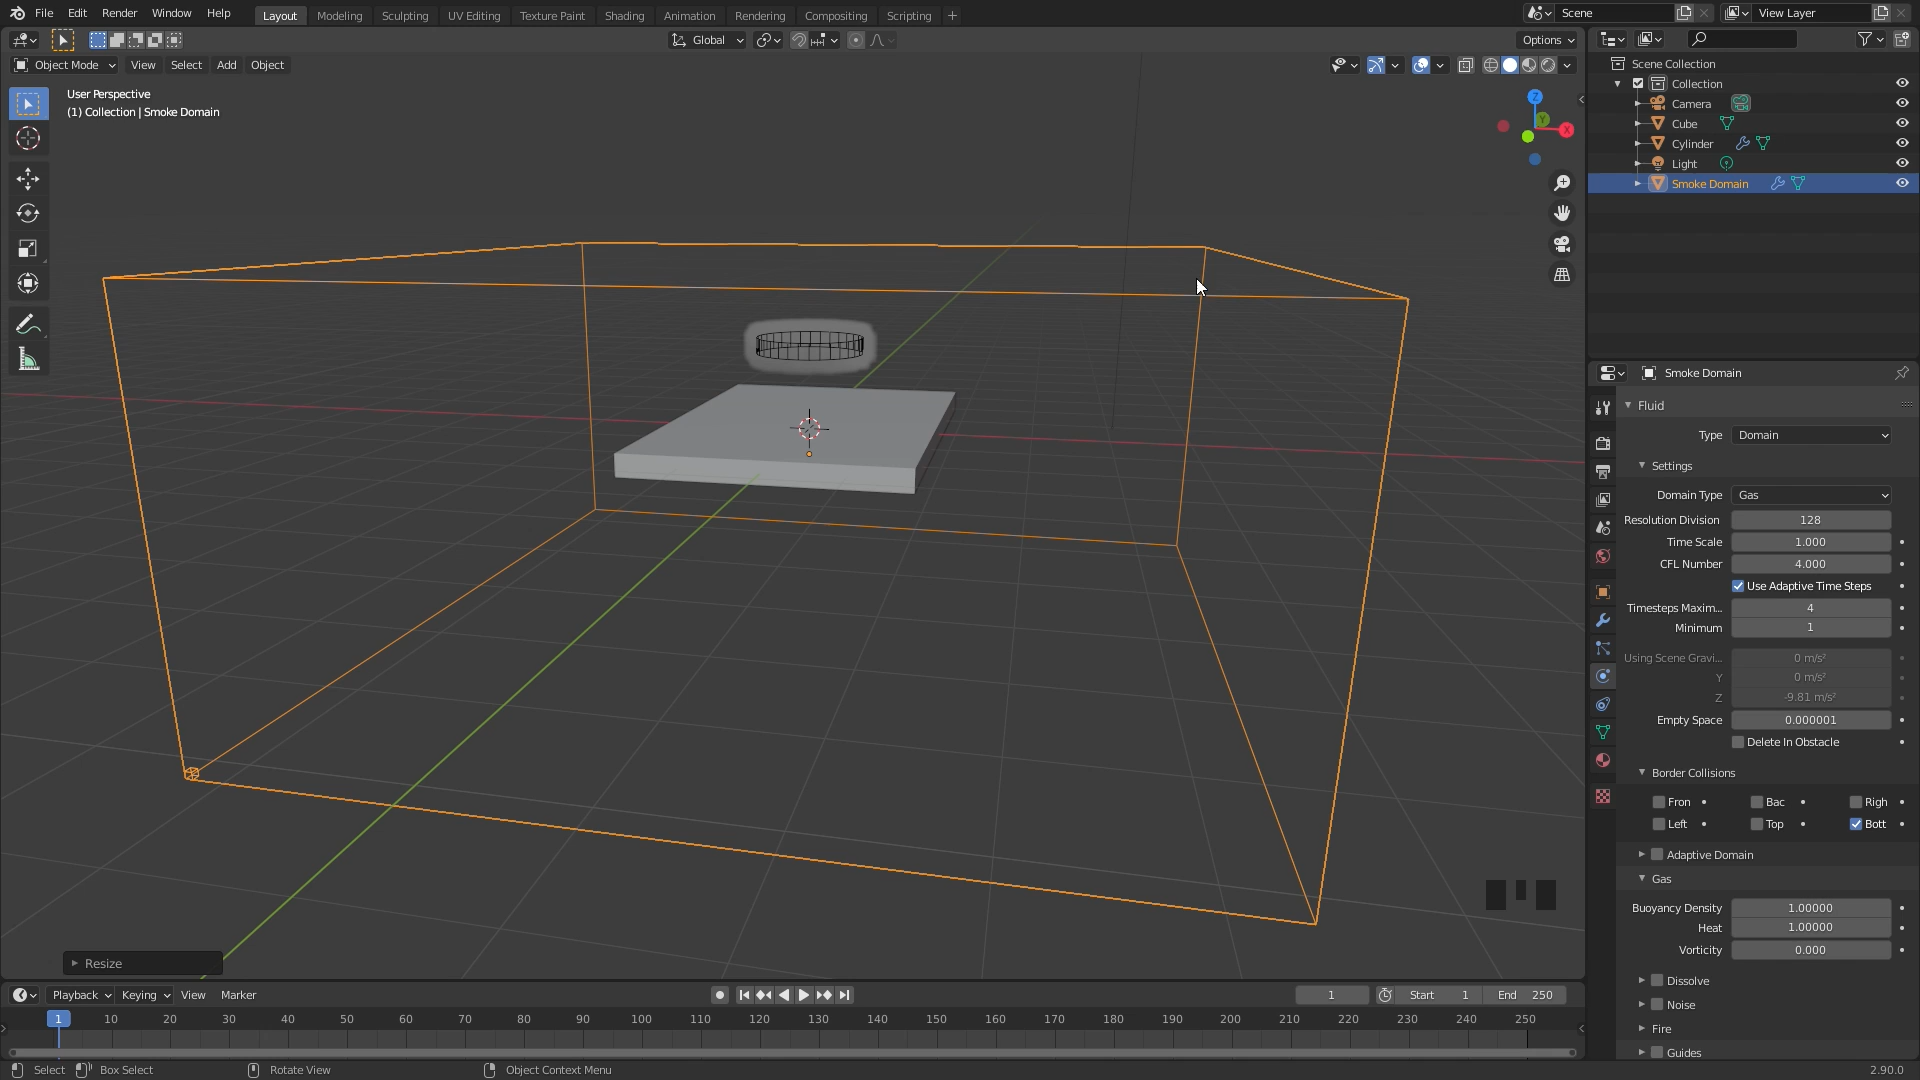 File Edit Render Window Help Layout Modeling Sculpting UV Editing Texture Paint Shading Animation Rendering Compositing Scripting + Scene View Layer
Global Options
Object Mode View Select Add Object
User Perspective
(1) Collection | Smoke Domain
Z
Y
X
Scene Collection
Collection
Camera
Cube
Cylinder
Light
Smoke Domain
Smoke Domain
Fluid
Type Domain
Settings
Domain Type Gas
Resolution Division 128
Time Scale 1.000
CFL Number 4.000
Use Adaptive Time Steps
Timesteps Maxim... 4
Minimum 1
Using Scene Gravi... 0 m/s²
Y 0 m/s²
Z -9.81 m/s²
Empty Space 0.000001
Delete In Obstacle
Border Collisions
Fron Bac Righ
Left Top Bott
Adaptive Domain
Gas
Buoyancy Density 1.00000
Heat 1.00000
Vorticity 0.000
Dissolve
Noise
Fire
Guides
Resize
Playback Keying View Marker 1 Start 1 End 250
1 10 20 30 40 50 60 70 80 90 100 110 120 130 140 150 160 170 180 190 200 210 220 230 240 250
Select Box Select Rotate View Object Context Menu 2.90.0